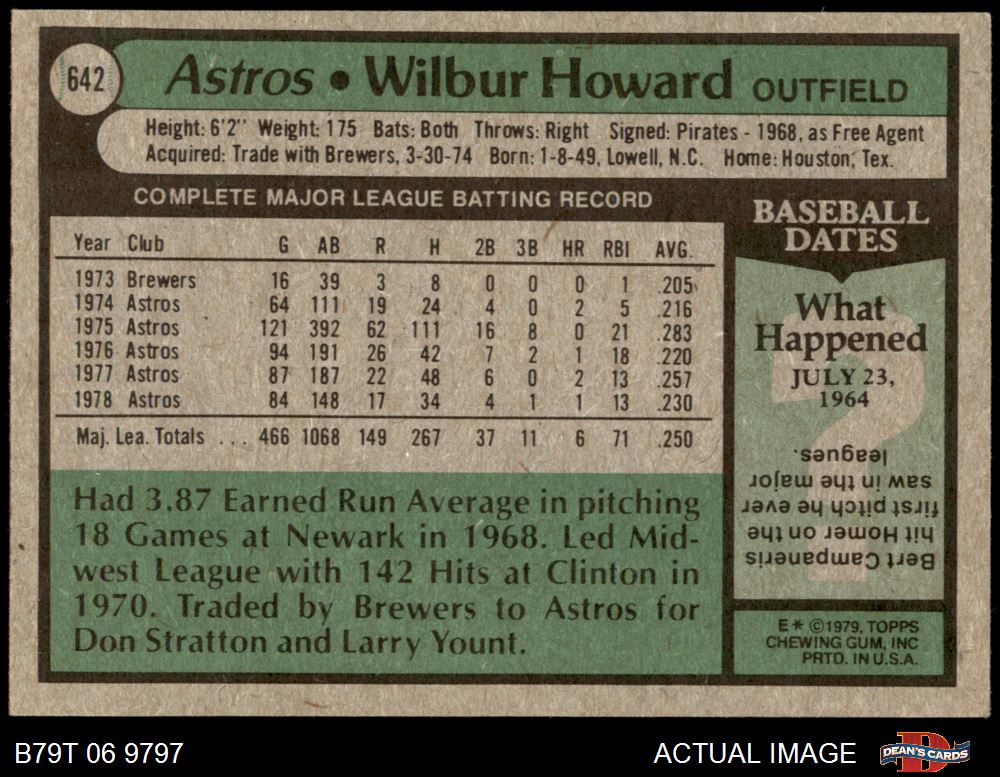 642
Astros • Wilbur Howard OUTFIELD
Height: 6'2" Weight: 175 Bats: Both Throws: Right Signed: Pirates - 1968, as Free Agent
Acquired: Trade with Brewers, 3-30-74 Born: 1-8-49, Lowell, N.C. Home: Houston, Tex.
COMPLETE MAJOR LEAGUE BATTING RECORD
Year Club G AB R H 2B 3B HR RBI AVG.
1973 Brewers 16 39 3 8 0 0 0 1 .205
1974 Astros 64 111 19 24 4 0 2 5 .216
1975 Astros 121 392 62 111 16 8 0 21 .283
1976 Astros 94 191 26 42 7 2 1 18 .220
1977 Astros 87 187 22 48 6 0 2 13 .257
1978 Astros 84 148 17 34 4 1 1 13 .230
Maj. Lea. Totals ... 466 1068 149 267 37 11 6 71 .250
Had 3.87 Earned Run Average in pitching
18 Games at Newark in 1968. Led Mid-
west League with 142 Hits at Clinton in
1970. Traded by Brewers to Astros for
Don Stratton and Larry Yount.
BASEBALL
DATES
What
Happened
JULY 23,
1964
Bert Campaneris
hit Homer on the
first pitch he ever
saw in the major
leagues.
E* ©1979, TOPPS
CHEWING GUM, INC
PRTD. IN U.S.A.
B79T 06 9797
ACTUAL IMAGE
D
DEAN'S CARDS